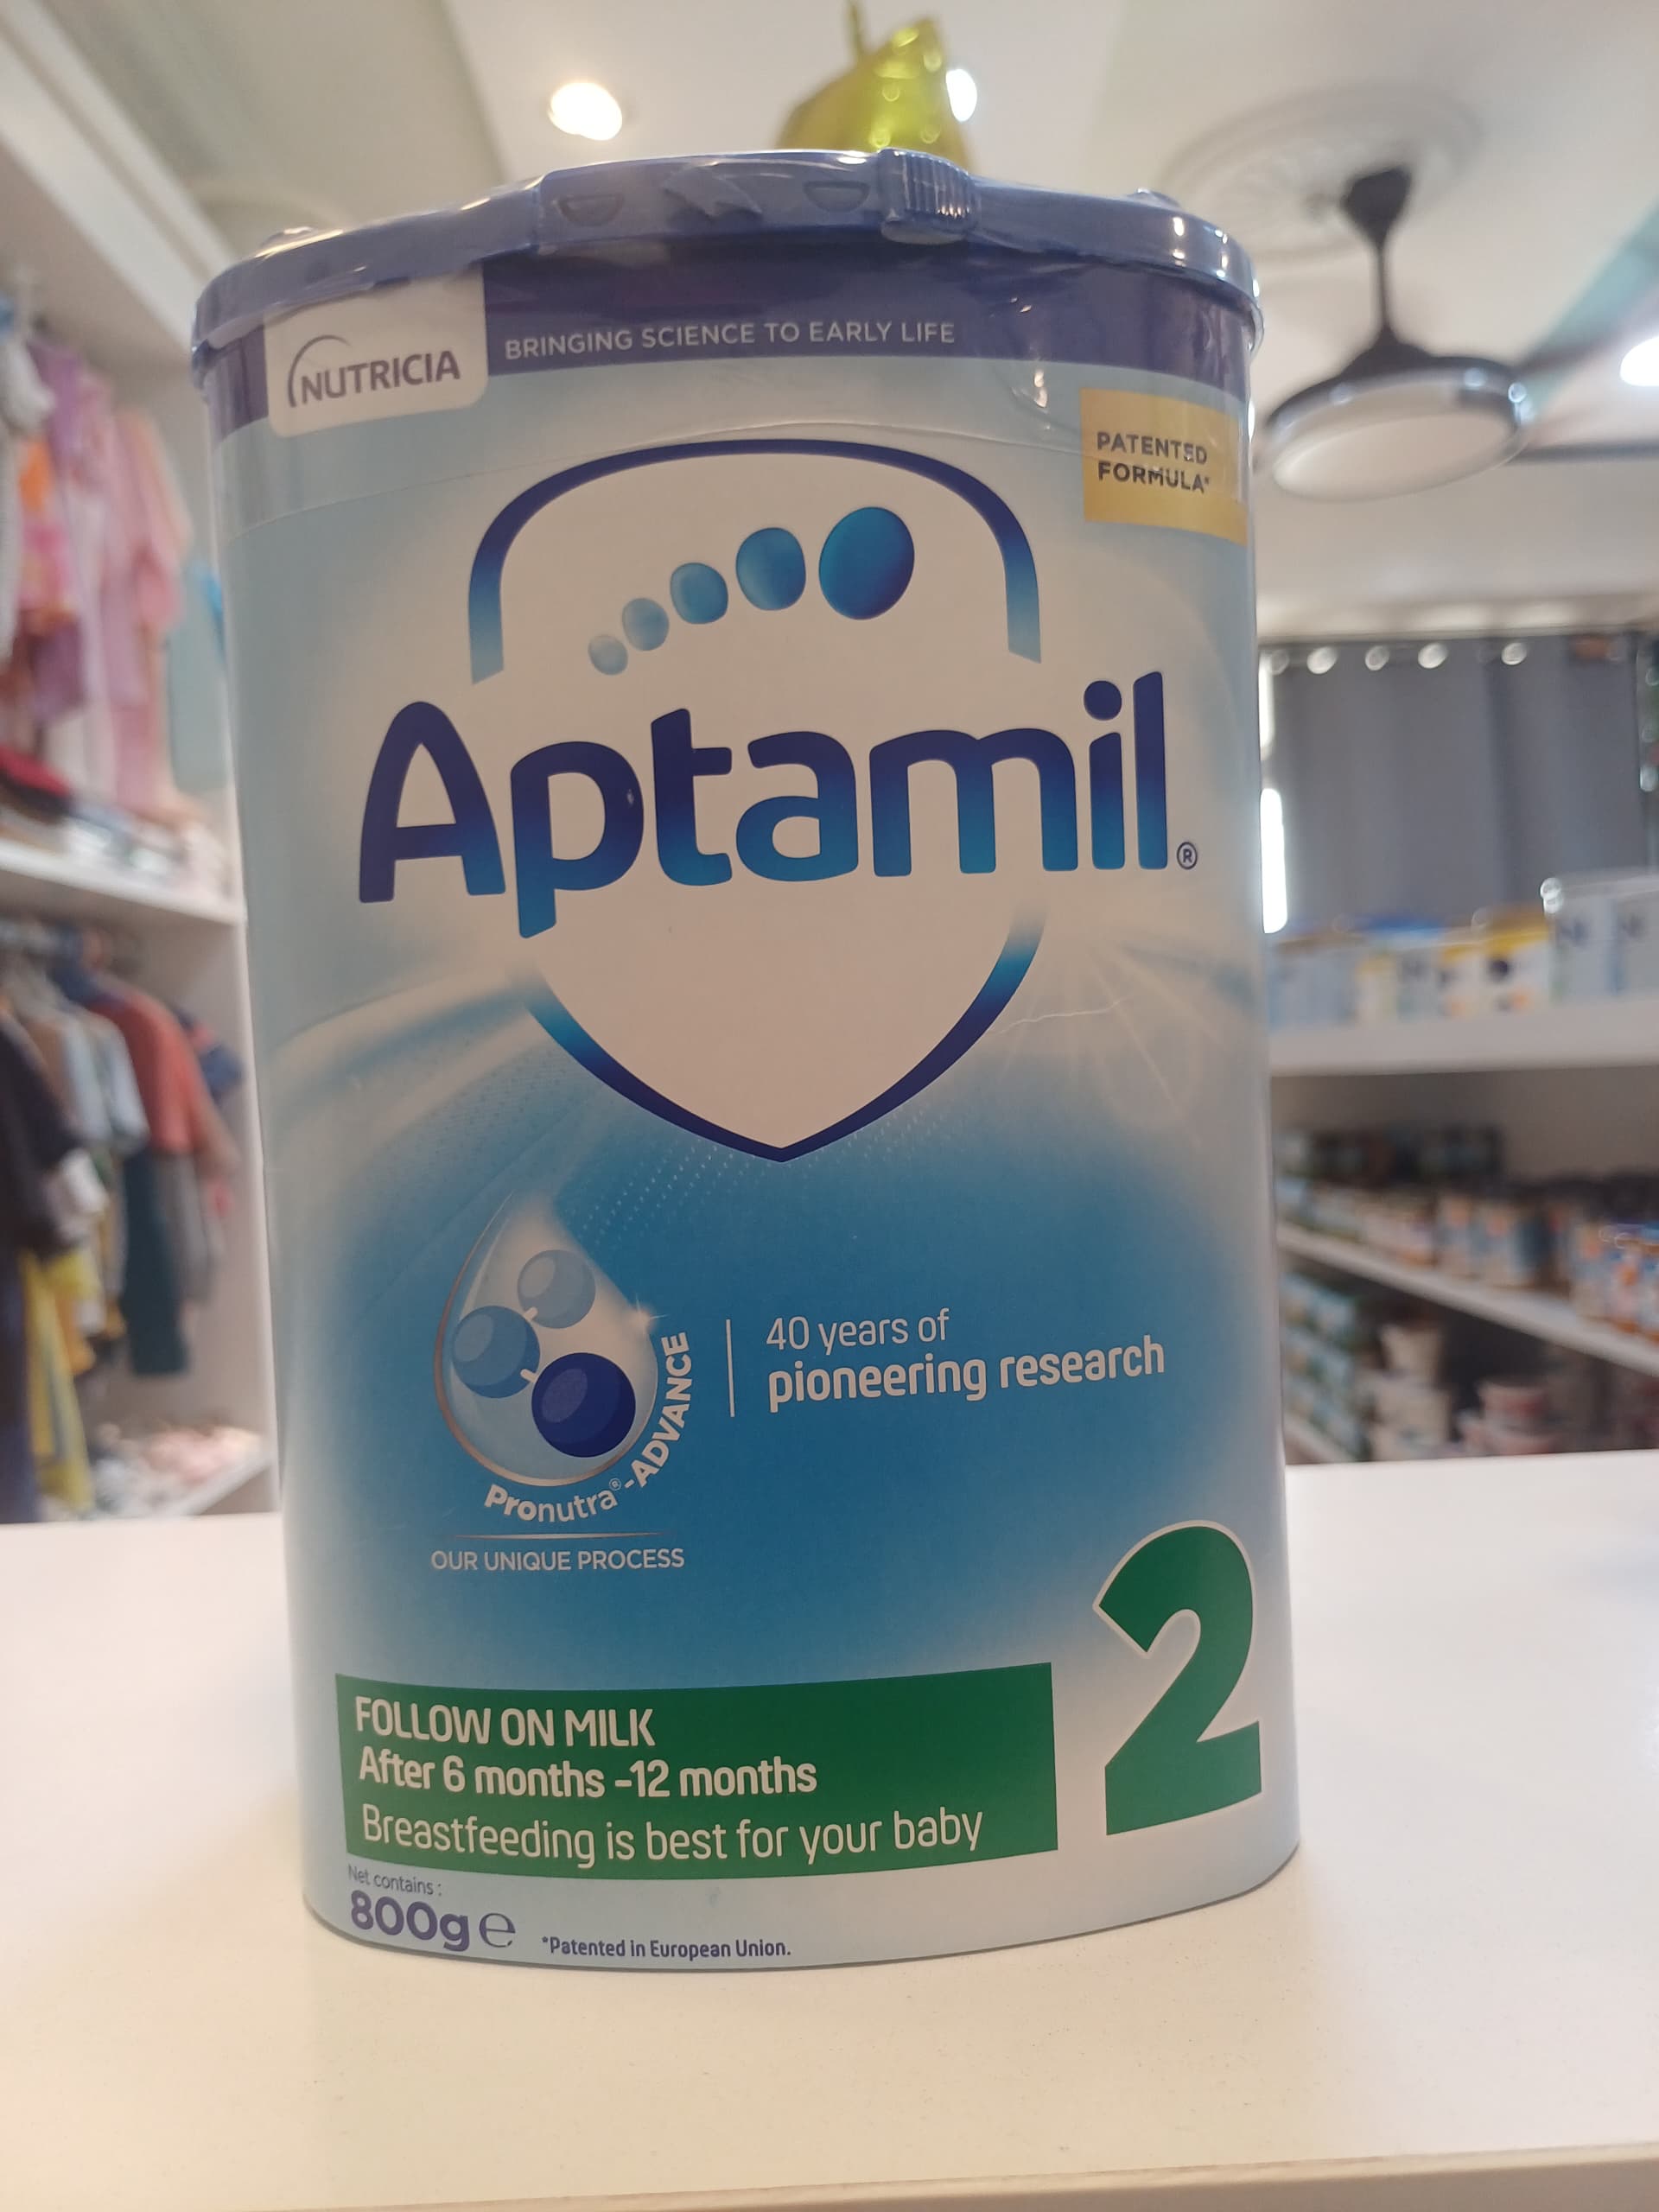 NUTRICIA
BRINGING SCIENCE TO EARLY LIFE
PATENTED
FORMULA*
Aptamil®
Pronutra®-ADVANCE
OUR UNIQUE PROCESS
40 years of
pioneering research
2
FOLLOW ON MILK
After 6 months -12 months
Breastfeeding is best for your baby
Net contains :
800g e
*Patented in European Union.